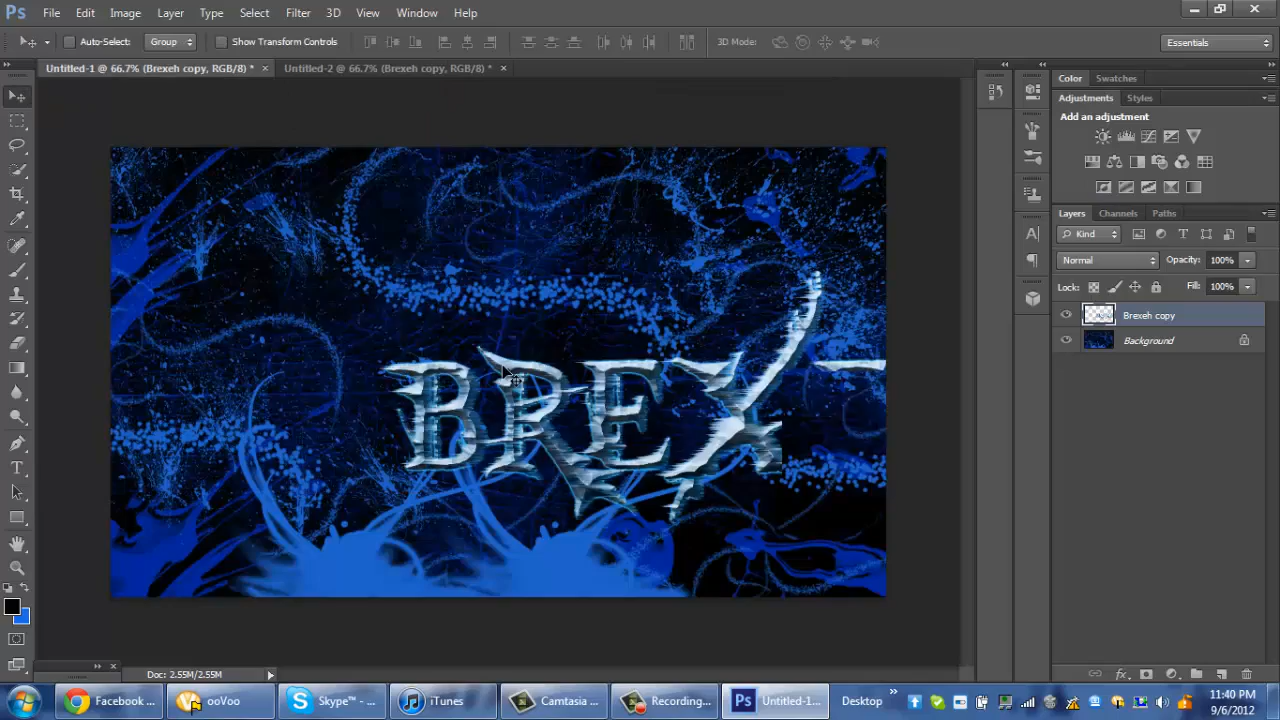 Ps File Edit Image Layer Type Select Filter 3D View Window Help
Auto-Select: Group Show Transform Controls 3D Mode: Essentials
Untitled-1 @ 66.7% (Brexeh copy, RGB/8) * × Untitled-2 @ 66.7% (Brexeh copy, RGB/8) * ×
Color Swatches
Adjustments Styles
Add an adjustment
Layers Channels Paths
Kind
Normal Opacity: 100%
Lock: Fill: 100%
Brexeh copy
Background
BREX
Doc: 2.55M/2.55M
Facebook ... ooVoo Skype™ - ... iTunes Camtasia ... Recording... Ps Untitled-1... Desktop »
11:40 PM
9/6/2012